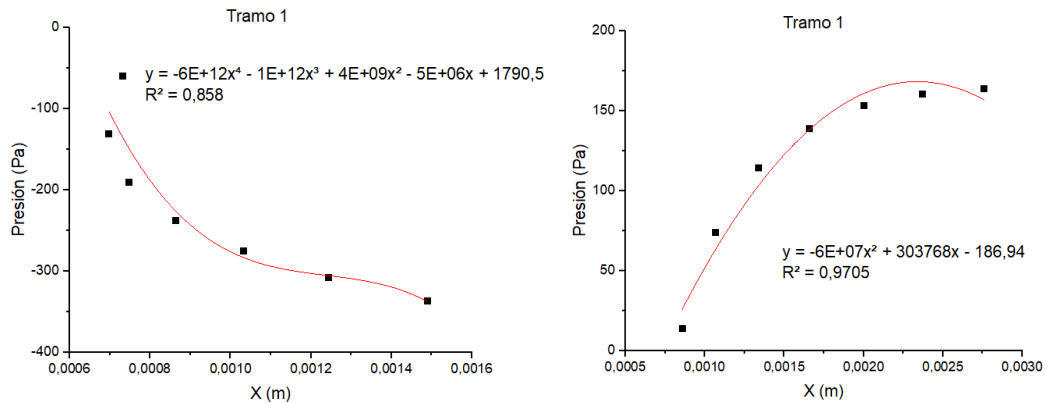 Tramo 1
0
-100
-200
-300
-400
Presión (Pa)
y = -6E+12x⁴ - 1E+12x³ + 4E+09x² - 5E+06x + 1790,5
R² = 0,858
0,0006 0,0008 0,0010 0,0012 0,0014 0,0016
X (m)
Tramo 1
200
150
100
50
0
Presión (Pa)
y = -6E+07x² + 303768x - 186,94
R² = 0,9705
0,0005 0,0010 0,0015 0,0020 0,0025 0,0030
X (m)